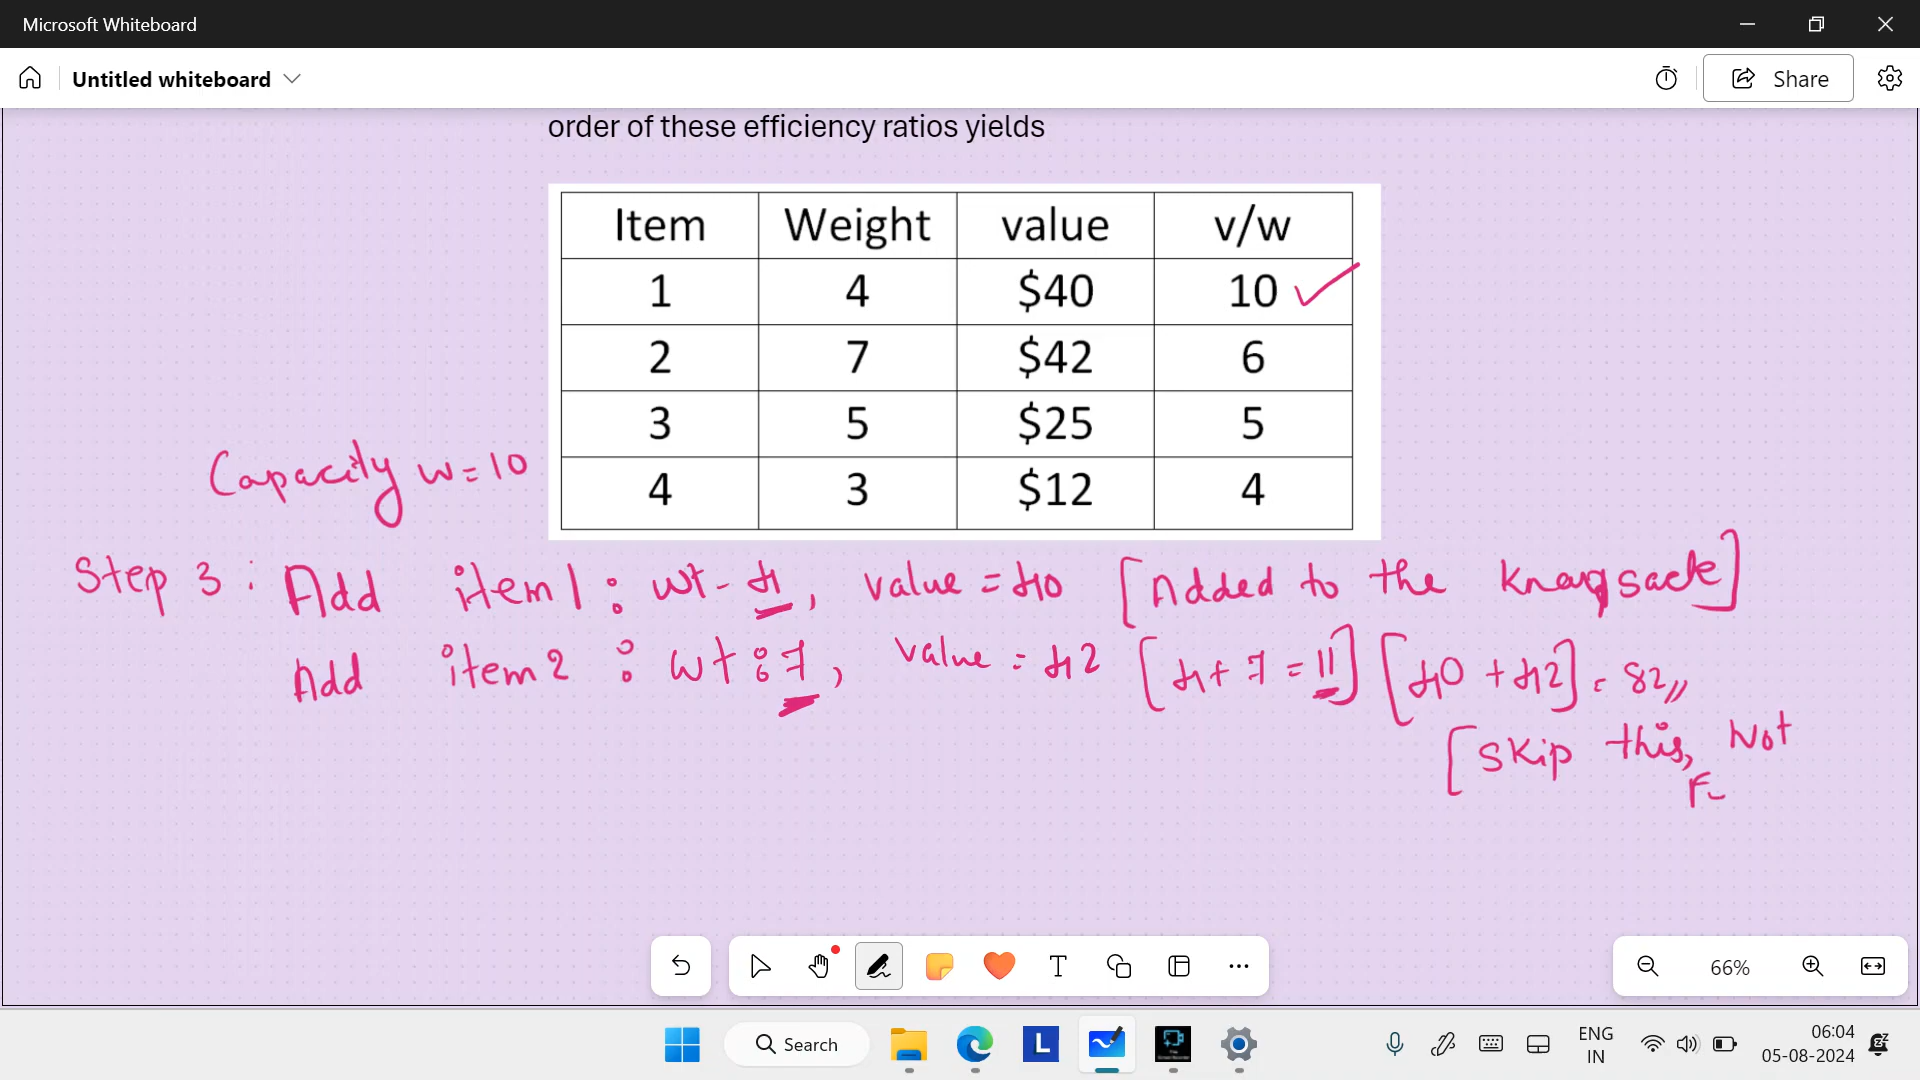 Microsoft Whiteboard
Untitled whiteboard
Share
order of these efficiency ratios yields
Item Weight value v/w
1 4 $40 10
2 7 $42 6
3 5 $25 5
4 3 $12 4
Capacity w=10
Step 3: Add item 1: wt - 4, value = 40 [Added to the knapsack]
Add item 2: wt: 7, value = 42 [4+7 = 11] [40 + 42] = 82
[skip this, Not
66%
Search
L
ENG
IN
06:04
05-08-2024